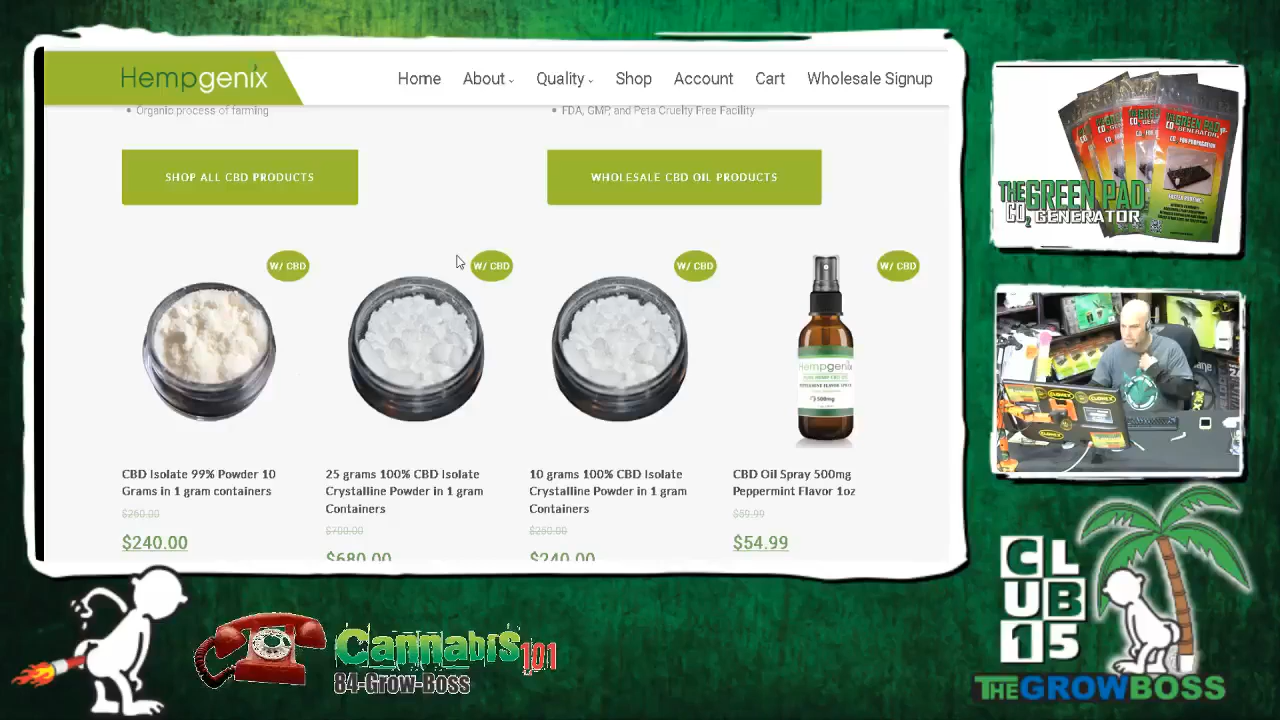 Hempgenix
Home About Quality Shop Account Cart Wholesale Signup
Organic process of farming
FDA, GMP, and Peta Cruelty Free Facility
SHOP ALL CBD PRODUCTS
WHOLESALE CBD OIL PRODUCTS
W/ CBD
W/ CBD
W/ CBD
W/ CBD
Hempgenix
500mg
CBD Isolate 99% Powder 10
Grams in 1 gram containers
$260.00
$240.00
25 grams 100% CBD Isolate
Crystalline Powder in 1 gram
Containers
$700.00
$680.00
10 grams 100% CBD Isolate
Crystalline Powder in 1 gram
Containers
$260.00
$240.00
CBD Oil Spray 500mg
Peppermint Flavor 1oz
$59.99
$54.99
THE GREEN PAD
CO2 GENERATOR
CLONEX
CLONEX
Cannabis 101
84-Grow-Boss
CLUB 15
THEGROWBOSS